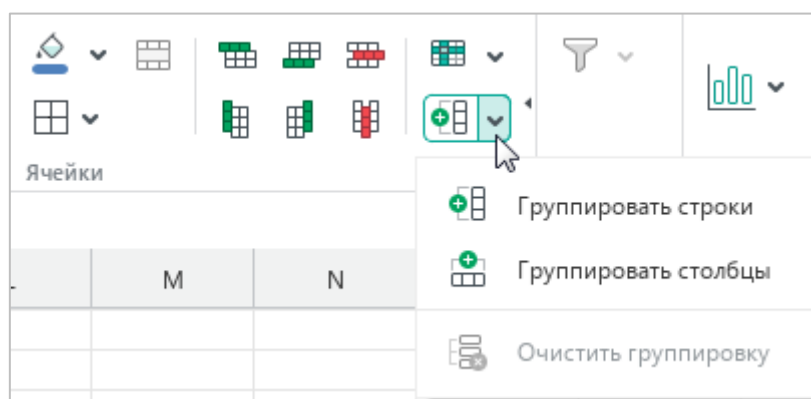 Ячейки
Группировать строки
M
N
Группировать столбцы
Очистить группировку